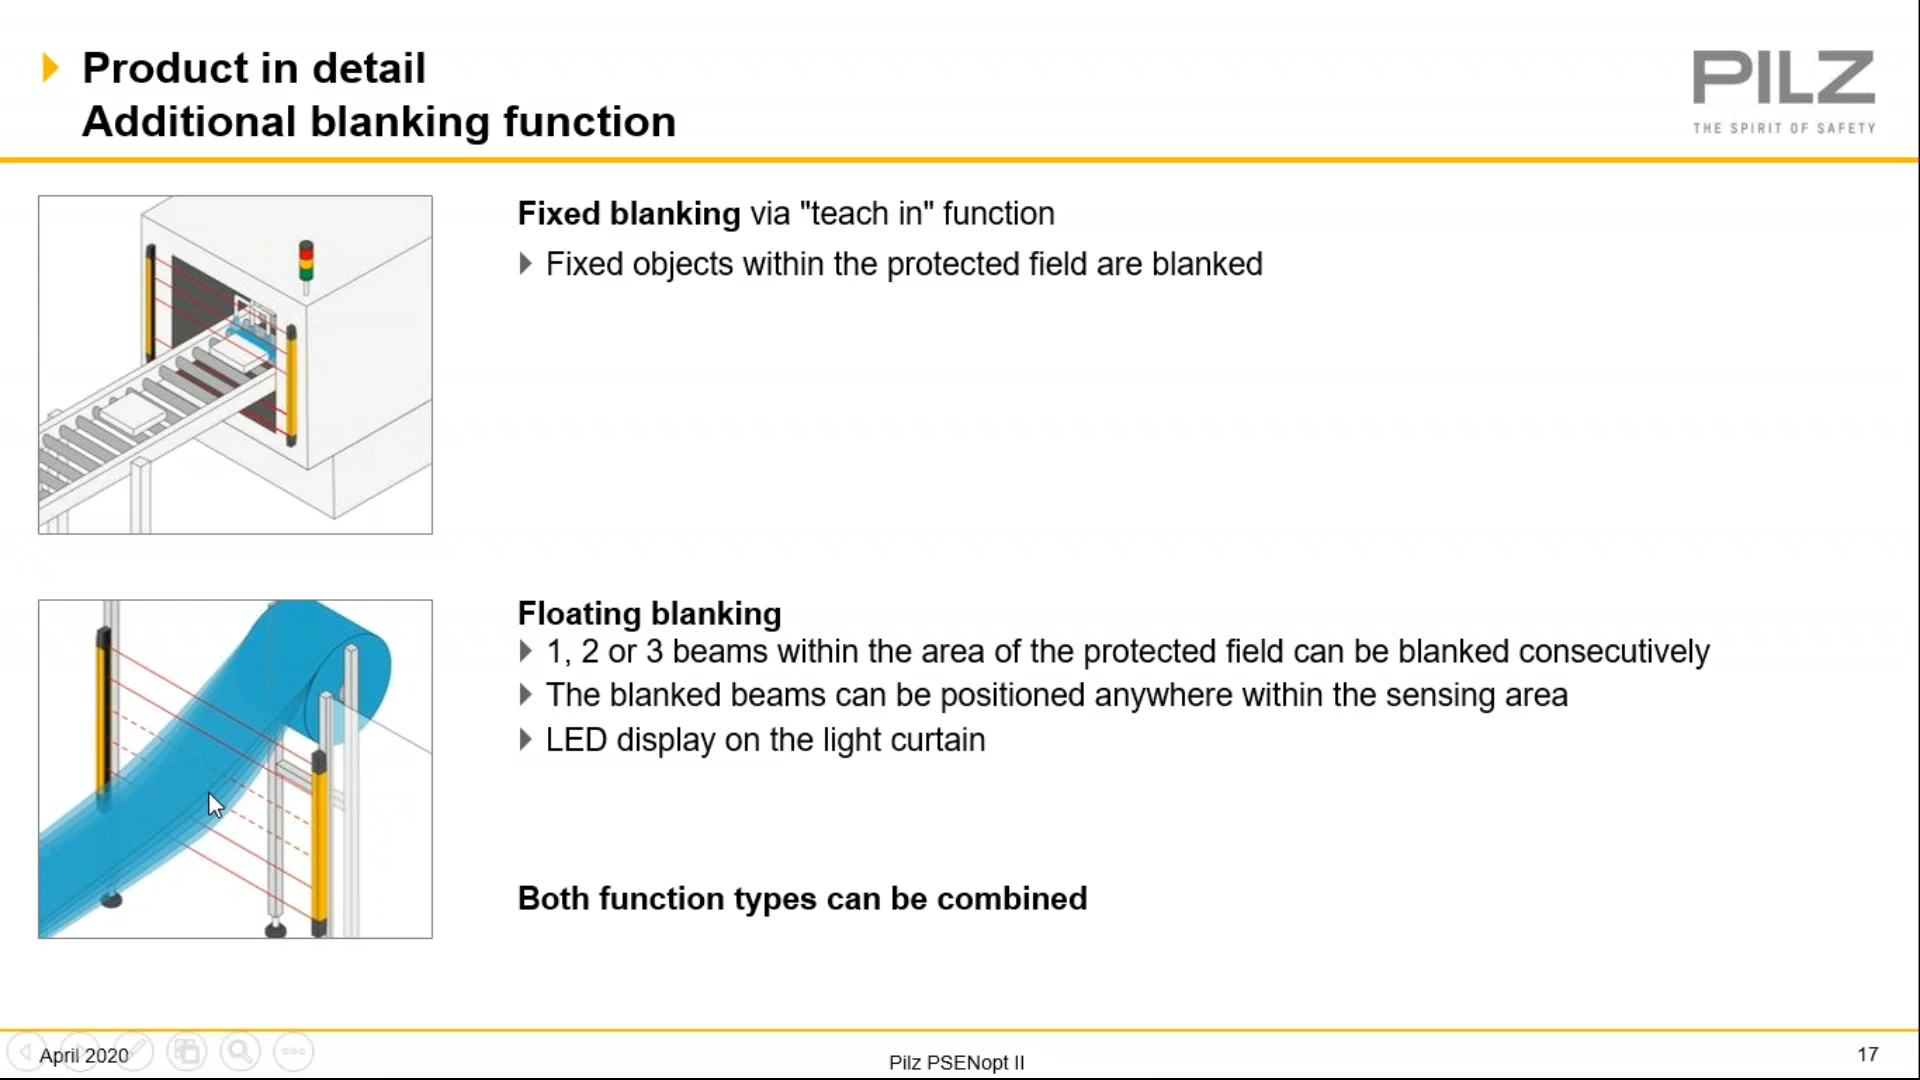 Product in detail
Additional blanking function
PILZ
THE SPIRIT OF SAFETY
Fixed blanking via "teach in" function
Fixed objects within the protected field are blanked
Floating blanking
1, 2 or 3 beams within the area of the protected field can be blanked consecutively
The blanked beams can be positioned anywhere within the sensing area
LED display on the light curtain
Both function types can be combined
April 2020
Pilz PSENopt II
17